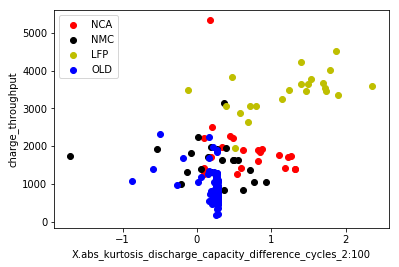 NCA
NMC
LFP
OLD
5000
4000
3000
2000
1000
0
charge_throughput
−1
0
1
2
X.abs_kurtosis_discharge_capacity_difference_cycles_2:100